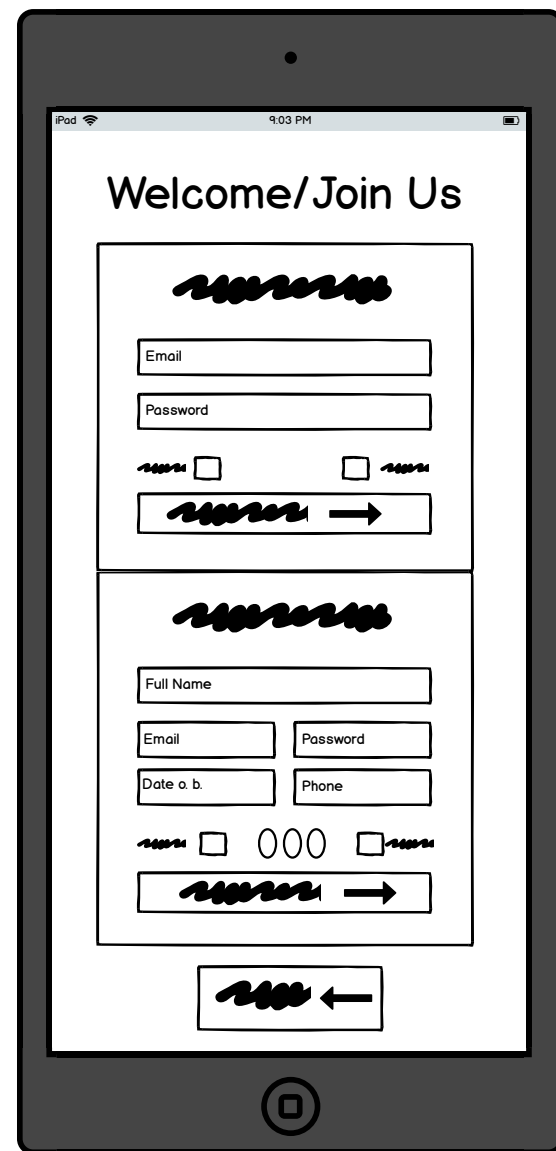 iPad 9:03 PM
Welcome/Join Us
Email
Password
Full Name
Email Password
Date o. b. Phone